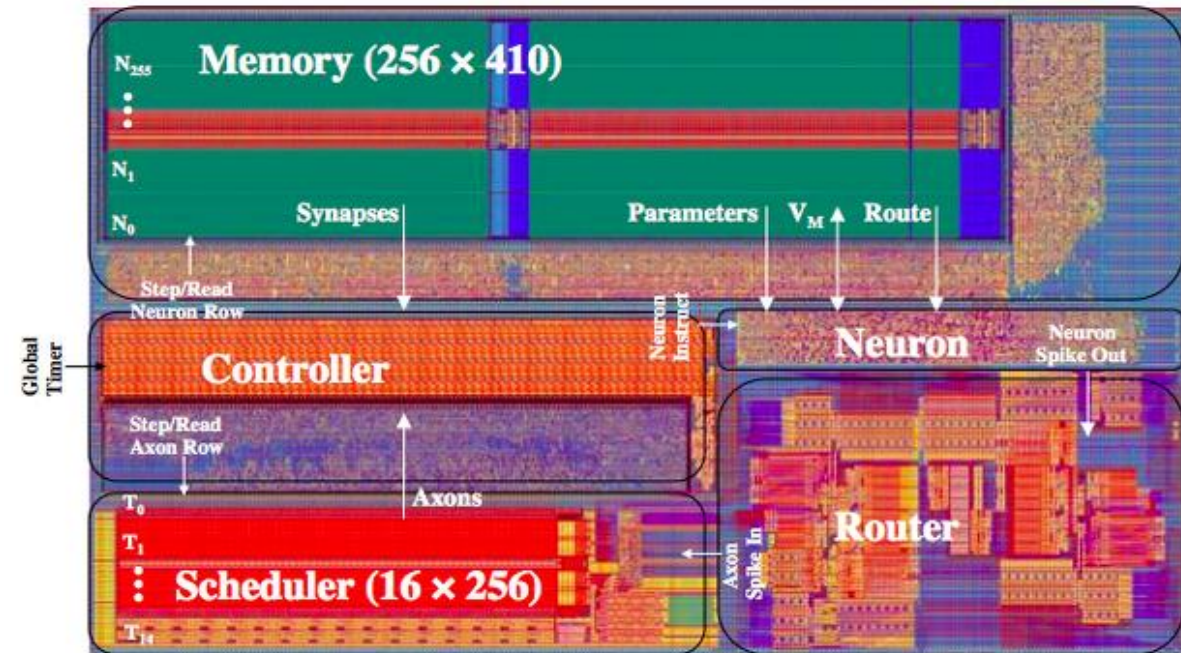 Memory (256 × 410)
N255
N1
N0
Synapses
Parameters
VM
Route
Step/Read
Neuron Row
Global
Timer
Controller
Neuron
Instruct
Neuron
Neuron
Spike Out
Step/Read
Axon Row
Axons
T0
T1
Scheduler (16 × 256)
T14
Axon
Spike In
Router